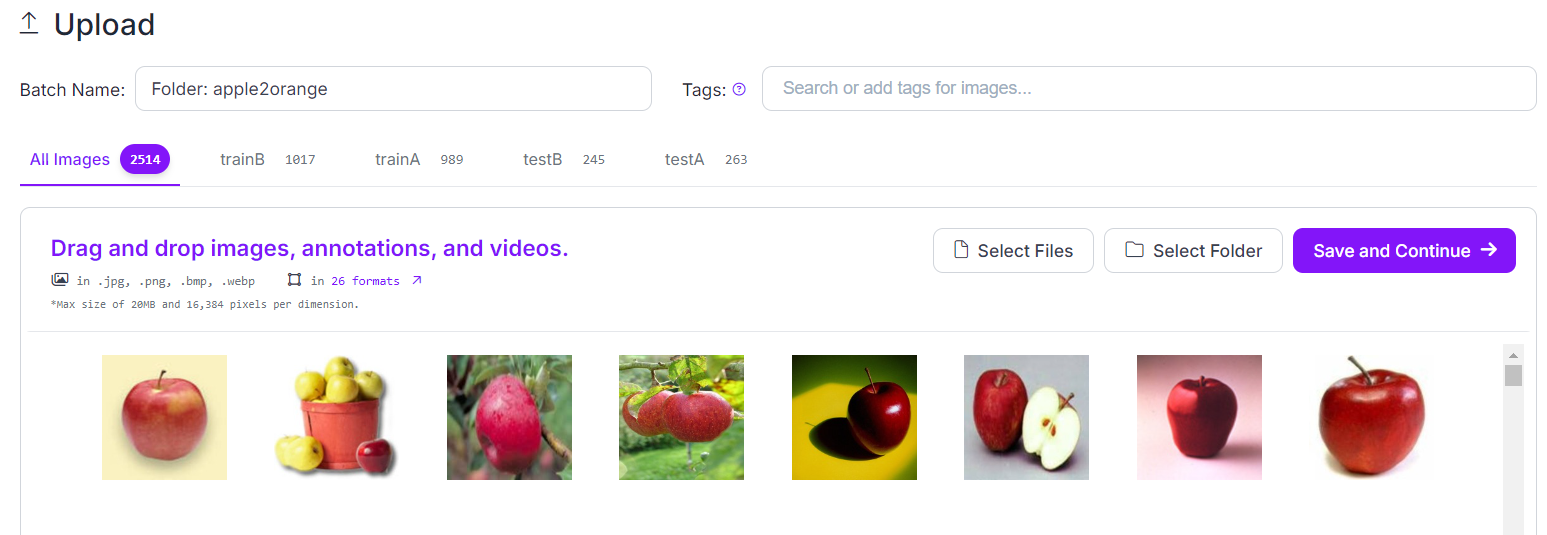 Upload
Batch Name: Folder: apple2orange Tags: Search or add tags for images...
All Images 2514 trainB 1017 trainA 989 testB 245 testA 263
Drag and drop images, annotations, and videos. Select Files Select Folder Save and Continue
in .jpg, .png, .bmp, .webp in 26 formats
*Max size of 20MB and 16,384 pixels per dimension.